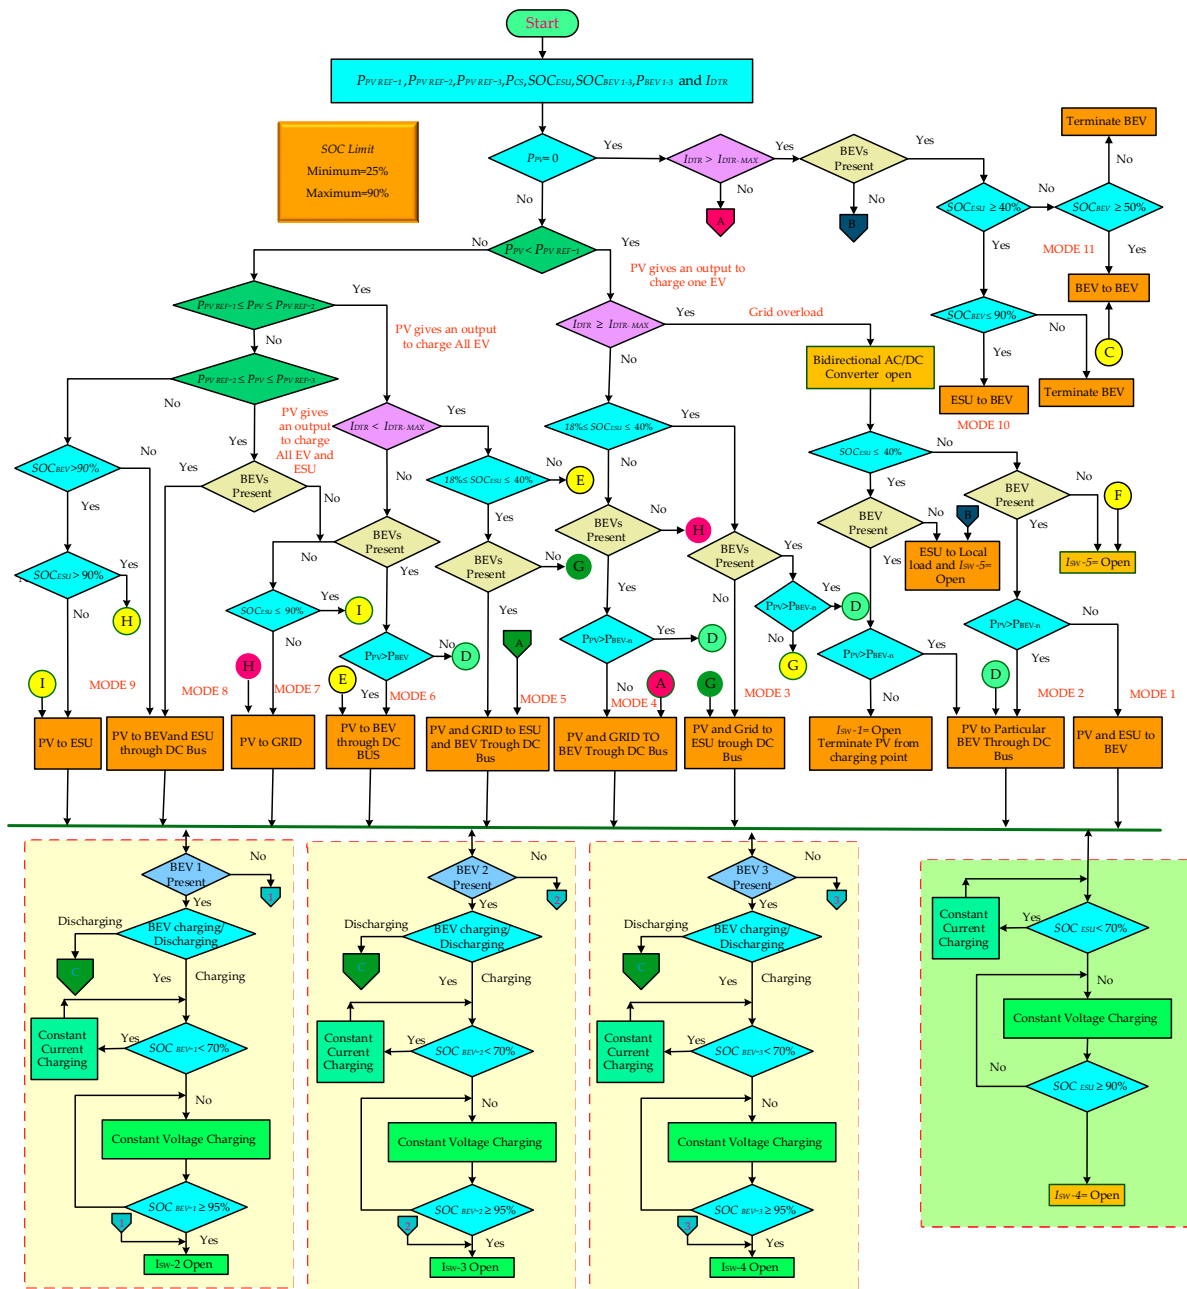 Start
PPV REF-1 ,PPV REF-2,PPV REF-3,PCS,SOCESU,SOCBEV 1-3,PBEV 1-3 and IDTR
SOC Limit
Minimum=25%
Maximum=90%
PPV= 0
Yes
No
IDTR > IDTR- MAX
Yes
No
A
BEVs
Present
Yes
No
B
SOCESU ≥ 40%
No
Yes
SOCBEV ≥ 50%
No
Terminate BEV
Yes
MODE 11
BEV to BEV
C
SOCBEV≤ 90%
No
Yes
Terminate BEV
ESU to BEV
MODE 10
PPV < PPV REF-1
No
Yes
PV gives an output to
charge one EV
PPV REF-1 ≤ PPV ≤ PPV REF-2
Yes
No
PV gives an output
to charge All EV
PPV REF-2 ≤ PPV ≤ PPV REF-3
No
Yes
PV gives
an output
to charge
All EV and
ESU
IDTR ≥ IDTR- MAX
Yes
Grid overload
No
Bidirectional AC/DC
Converter open
SOCBEV>90%
No
Yes
BEVs
Present
Yes
No
IDTR < IDTR- MAX
Yes
No
18%≤ SOCESU ≤ 40%
No
E
Yes
18%≤ SOCESU ≤ 40%
Yes
No
SOCESU ≤ 40%
No
Yes
SOCESU > 90%
Yes
No
H
BEVs
Present
No
Yes
BEVs
Present
No
G
Yes
BEVs
Present
No
H
Yes
BEVs
Present
Yes
No
BEV
Present
No
Yes
B
ESU to Local
load and ISW-5=
Open
BEV
Present
No
Yes
F
ISW-5= Open
SOCESU ≤ 90%
Yes
I
No
PPV>PBEV
No
D
Yes
A
PPV>PBEV-n
Yes
D
No
PPV>PBEV-n
Yes
D
No
G
PPV>PBEV-n
Yes
No
PPV>PBEV-n
No
Yes
I
MODE 9
MODE 8
H
MODE 7
E
MODE 6
MODE 5
MODE 4
A
G
MODE 3
D
MODE 2
MODE 1
PV to ESU
PV to BEVand ESU
through DC Bus
PV to GRID
PV to BEV
through DC
BUS
PV and GRID to ESU
and BEV Trough DC
Bus
PV and GRID TO
BEV Trough DC Bus
PV and Grid to
ESU trough DC
Bus
ISW-1= Open
Terminate PV from
charging point
PV to Particular
BEV Through DC
Bus
PV and ESU to
BEV
BEV 1
Present
No
1
Yes
BEV charging/
Discharging
Discharging
C
Yes
Charging
SOC BEV-1 < 70%
Yes
Constant
Current
Charging
No
Constant Voltage Charging
SOC BEV-1 ≥ 95%
1
Yes
ISW-2 Open
BEV 2
Present
No
2
Yes
BEV charging/
Discharging
Discharging
C
Yes
Charging
SOC BEV-2 < 70%
Yes
Constant
Current
Charging
No
Constant Voltage Charging
SOC BEV-2 ≥ 95%
2
Yes
ISW-3 Open
BEV 3
Present
No
3
Yes
BEV charging/
Discharging
Discharging
C
Yes
Charging
SOC BEV-3 < 70%
Yes
Constant
Current
Charging
No
Constant Voltage Charging
SOC BEV-3 ≥ 95%
3
Yes
ISW-4 Open
Constant
Current
Charging
Yes
SOC ESU < 70%
No
Constant Voltage Charging
No
SOC ESU ≥ 90%
ISW-4= Open